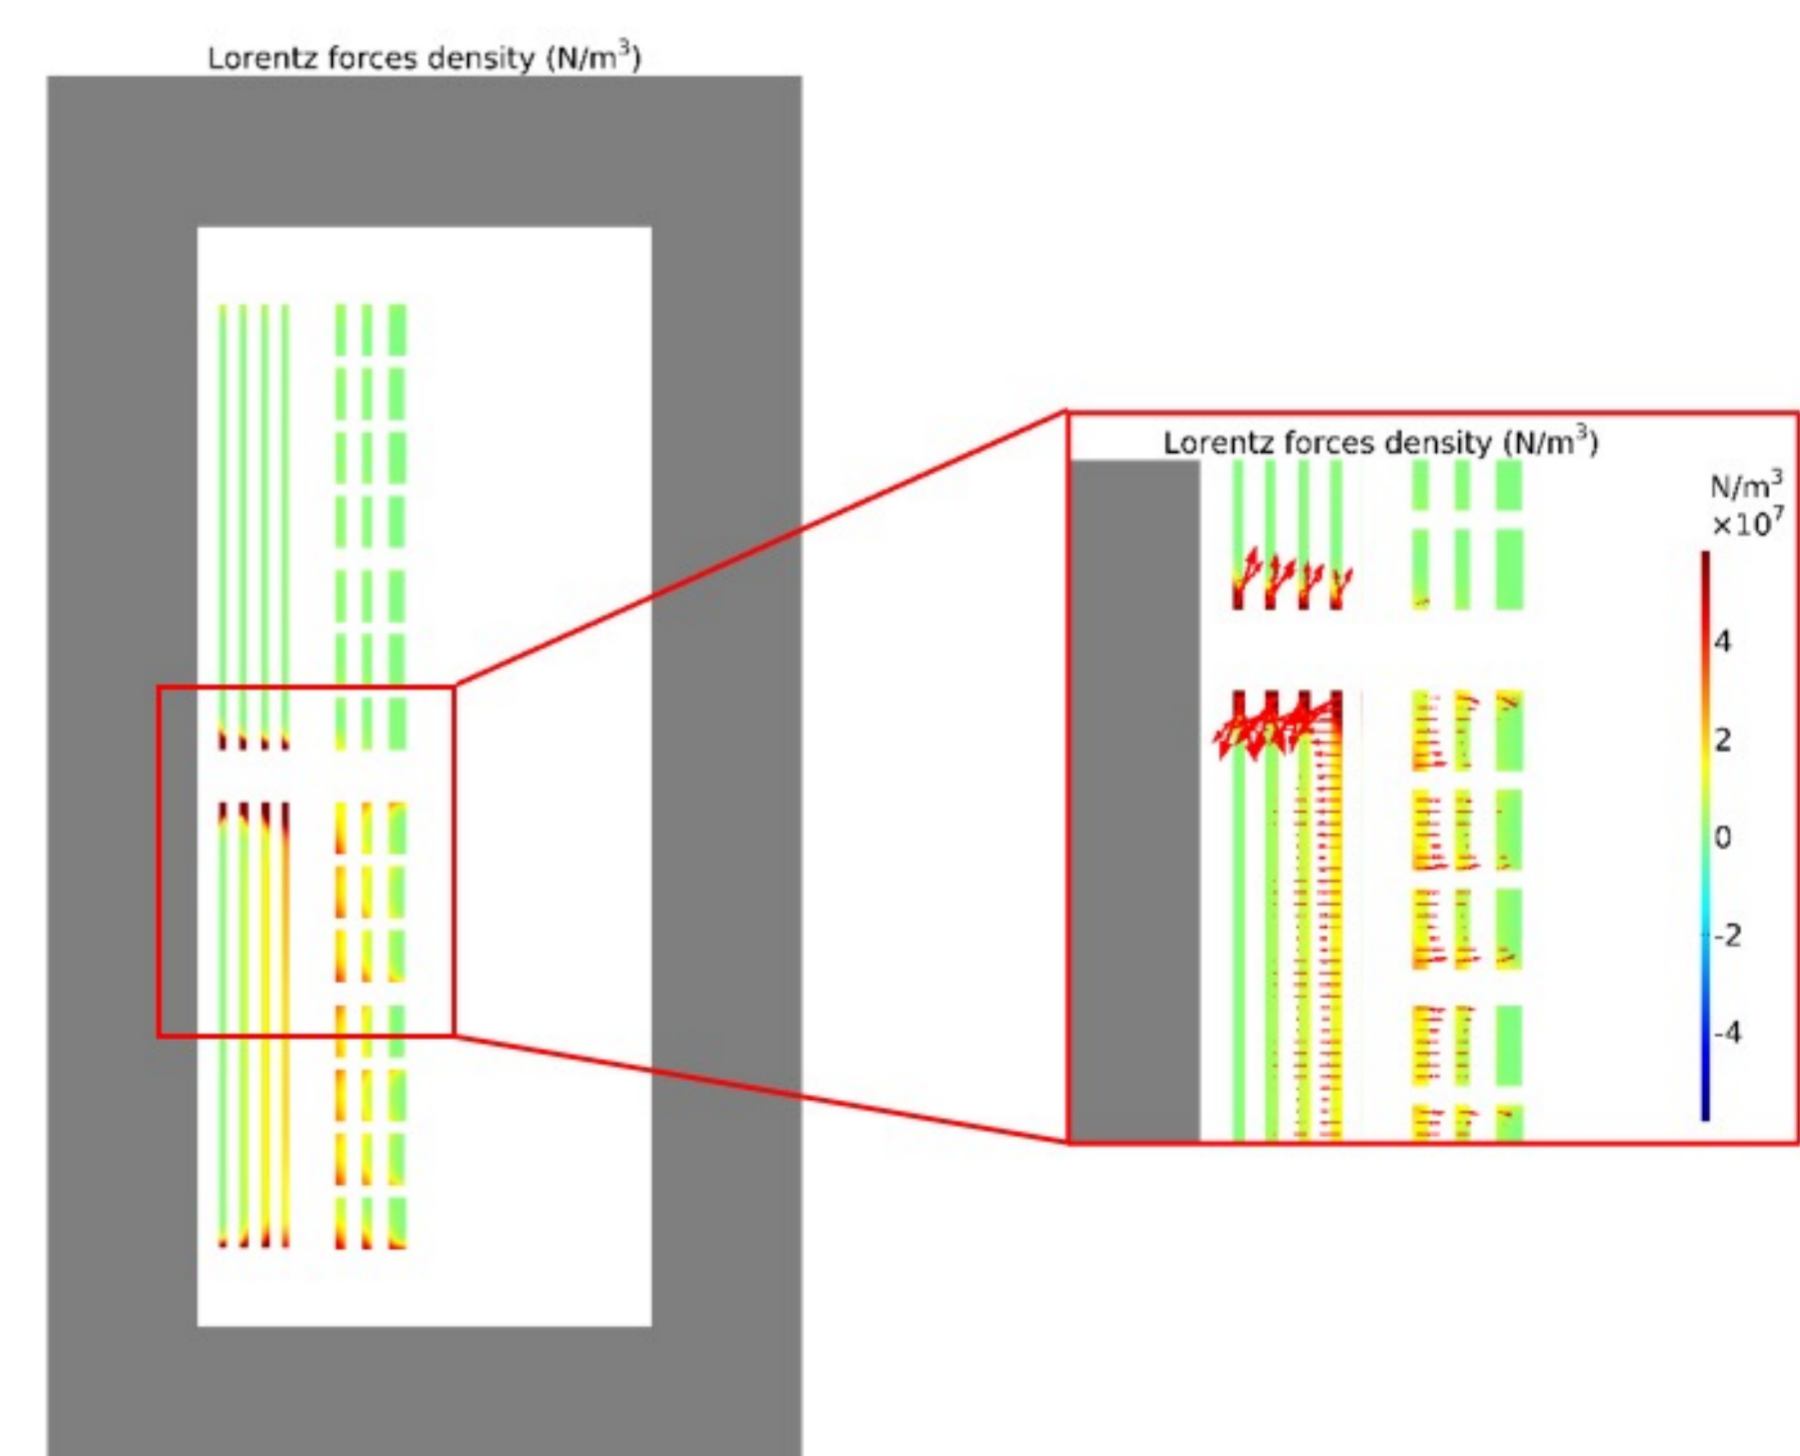 Lorentz forces density (N/m³)
Lorentz forces density (N/m³)
N/m³
×10⁷
4
2
0
-2
-4